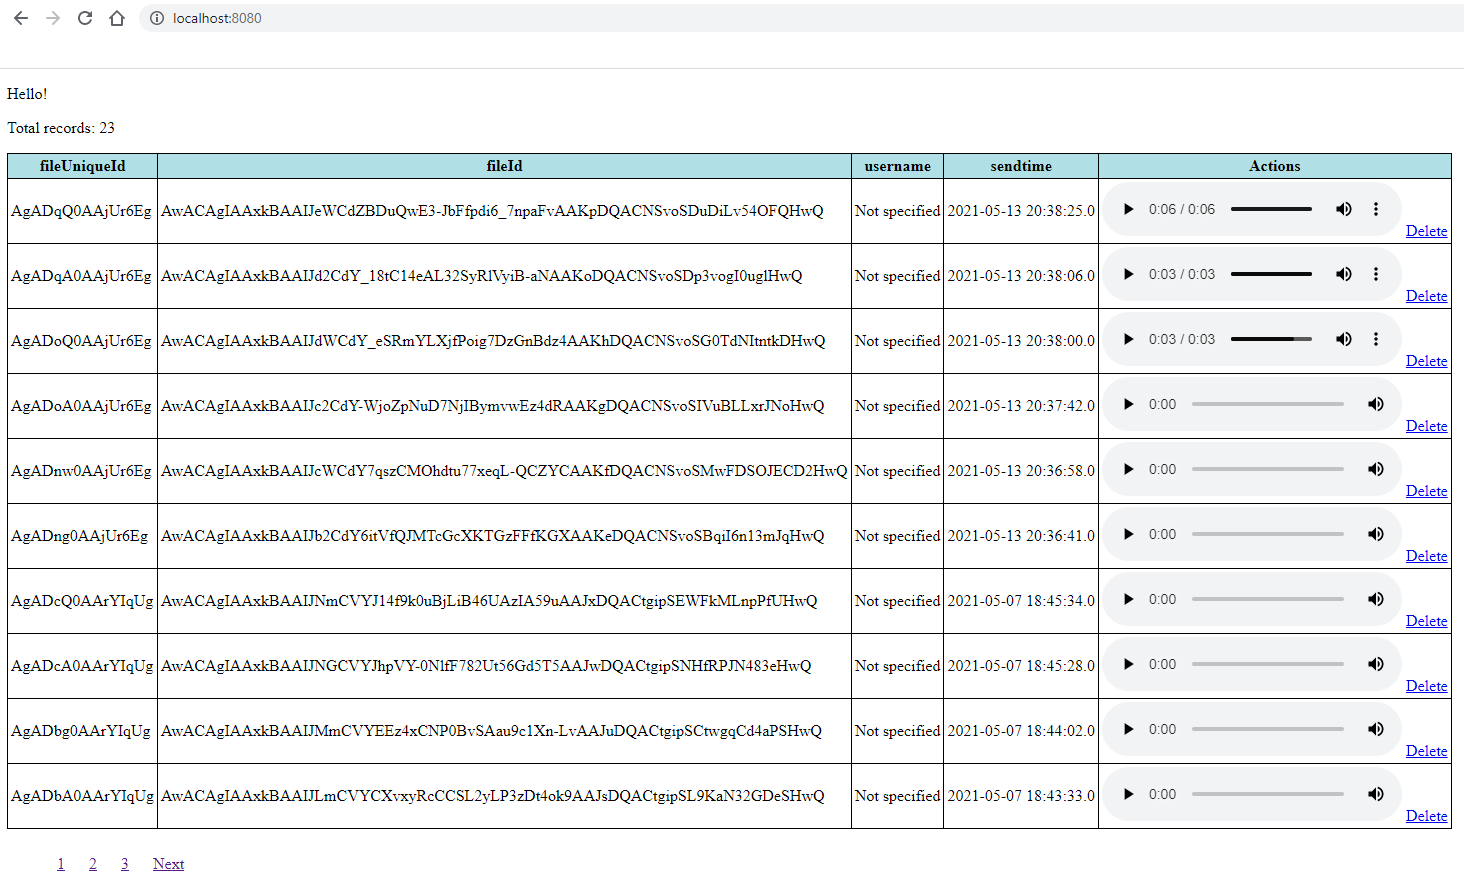 localhost:8080
Hello!
Total records: 23
fileUniqueId fileId username sendtime Actions
AgADqQ0AAjUr6Eg AwACAgIAAxkBAAIJeWCdZBDuQwE3-JbFfpdi6_7npaFvAAKpDQACNSvoSDuDiLv54OFQHwQ Not specified 2021-05-13 20:38:25.0 0:06 / 0:06 Delete
AgADqA0AAjUr6Eg AwACAgIAAxkBAAIJd2CdY_18tC14eAL32SyRlVyiB-aNAAKoDQACNSvoSDp3vogI0uglHwQ Not specified 2021-05-13 20:38:06.0 0:03 / 0:03 Delete
AgADoQ0AAjUr6Eg AwACAgIAAxkBAAIJdWCdY_eSRmYLXjfPoig7DzGnBdz4AAKhDQACNSvoSG0TdNItntkDHwQ Not specified 2021-05-13 20:38:00.0 0:03 / 0:03 Delete
AgADoA0AAjUr6Eg AwACAgIAAxkBAAIJc2CdY-WjoZpNuD7NjIBymvwEz4dRAAKgDQACNSvoSIVuBLLxrJNoHwQ Not specified 2021-05-13 20:37:42.0 0:00 Delete
AgADnw0AAjUr6Eg AwACAgIAAxkBAAIJcWCdY7qszCMOhdtu77xeqL-QCZYCAAKfDQACNSvoSMwFDSOJECD2HwQ Not specified 2021-05-13 20:36:58.0 0:00 Delete
AgADng0AAjUr6Eg AwACAgIAAxkBAAIJb2CdY6itVfQJMTcGcXKTGzFFfKGXAAKeDQACNSvoSBqiI6n13mJqHwQ Not specified 2021-05-13 20:36:41.0 0:00 Delete
AgADcQ0AArYIqUg AwACAgIAAxkBAAIJNmCVYJ14f9k0uBjLiB46UAzIA59uAAJxDQACtgipSEWFkMLnpPfUHwQ Not specified 2021-05-07 18:45:34.0 0:00 Delete
AgADcA0AArYIqUg AwACAgIAAxkBAAIJNGCVYJhpVY-0NlfF782Ut56Gd5T5AAJwDQACtgipSNHfRPJN483eHwQ Not specified 2021-05-07 18:45:28.0 0:00 Delete
AgADbg0AArYIqUg AwACAgIAAxkBAAIJMmCVYEEz4xCNP0BvSAau9c1Xn-LvAAJuDQACtgipSCtwgqCd4aPSHwQ Not specified 2021-05-07 18:44:02.0 0:00 Delete
AgADbA0AArYIqUg AwACAgIAAxkBAAIJLmCVYCXvxyRcCCSL2yLP3zDt4ok9AAJsDQACtgipSL9KaN32GDeSHwQ Not specified 2021-05-07 18:43:33.0 0:00 Delete
1 2 3 Next